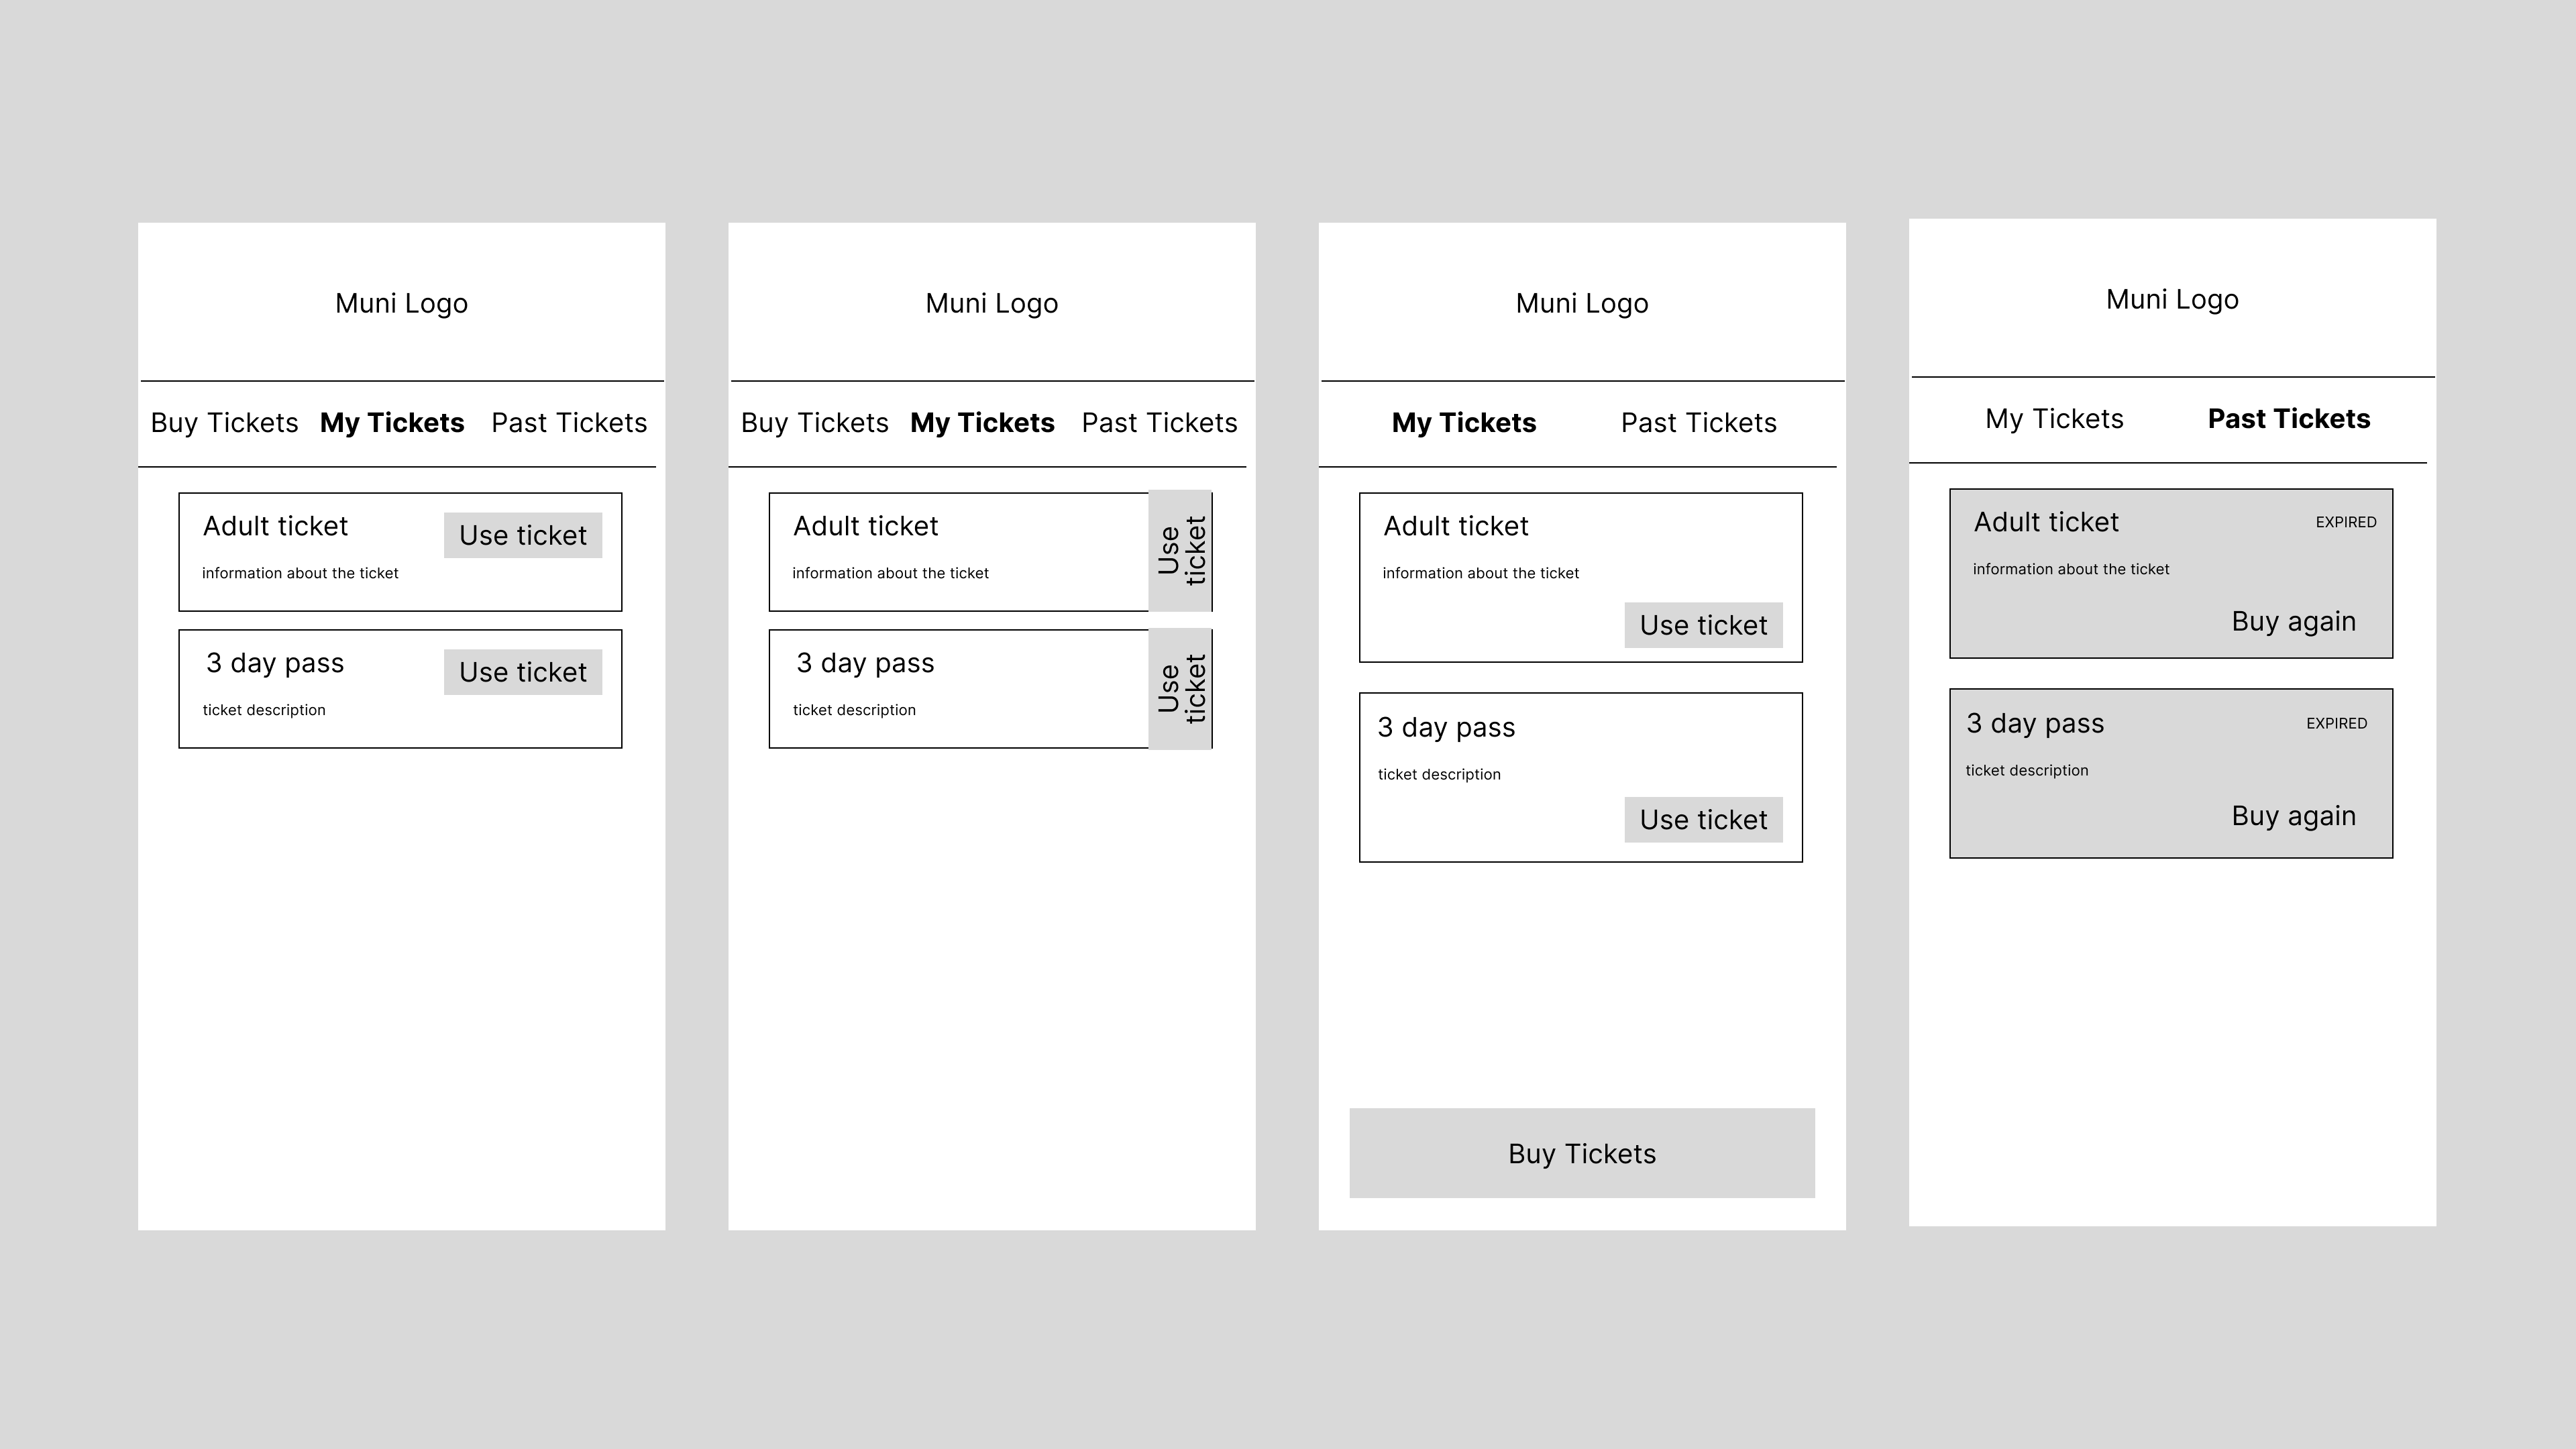 Muni Logo
Buy Tickets My Tickets Past Tickets
Adult ticket
Use ticket
information about the ticket
3 day pass
Use ticket
ticket description
Muni Logo
Buy Tickets My Tickets Past Tickets
Adult ticket
information about the ticket
Use
ticket
3 day pass
ticket description
Use
ticket
Muni Logo
My Tickets Past Tickets
Adult ticket
information about the ticket
Use ticket
3 day pass
ticket description
Use ticket
Buy Tickets
Muni Logo
My Tickets Past Tickets
Adult ticket EXPIRED
information about the ticket
Buy again
3 day pass EXPIRED
ticket description
Buy again